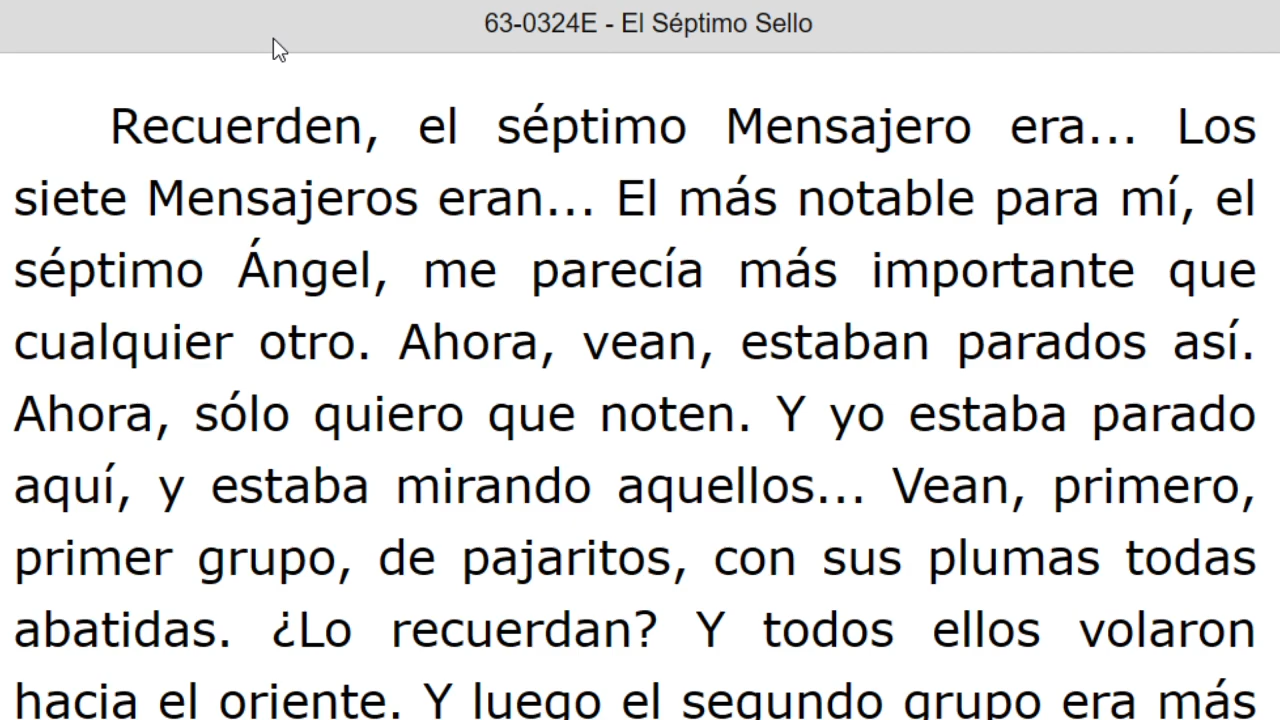 63-0324E - El Séptimo Sello
Recuerden, el séptimo Mensajero era... Los
siete Mensajeros eran... El más notable para mí, el
séptimo Ángel, me parecía más importante que
cualquier otro. Ahora, vean, estaban parados así.
Ahora, sólo quiero que noten. Y yo estaba parado
aquí, y estaba mirando aquellos... Vean, primero,
primer grupo, de pajaritos, con sus plumas todas
abatidas. ¿Lo recuerdan? Y todos ellos volaron
hacia el oriente. Y luego el segundo grupo era más